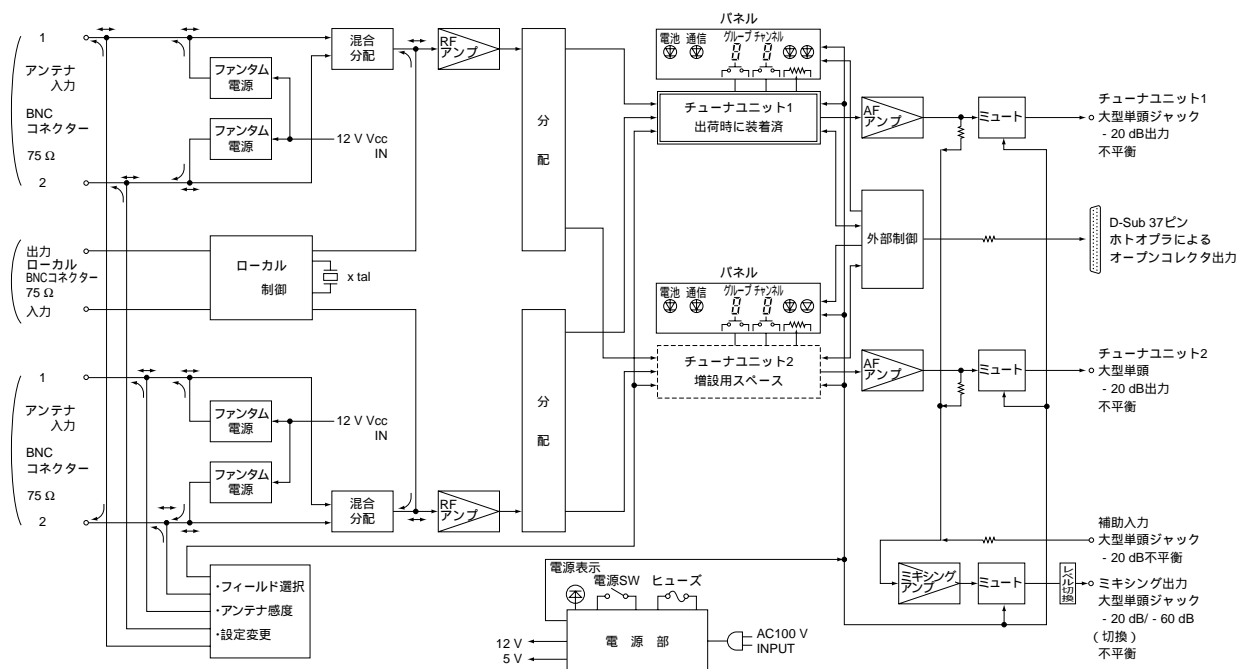 1
アンテナ
入力
BNC
コネクター
75 Ω
2
ファンタム
電源
ファンタム
電源
12 V Vcc
IN
混合
分配
RF
アンプ
分
配
パネル
電池 通信 グループ チャンネル
8 8
チューナユニット1
出荷時に装着済
AF
アンプ
ミュート
チューナユニット1
大型単頭ジャック
- 20 dB出力
不平衡
出力
ローカル
BNCコネクター
75 Ω
入力
ローカル
制御
x tal
外部制御
D-Sub 37ピン
ホトオプラによる
オープンコレクタ出力
パネル
電池 通信 グループ チャンネル
8 8
チューナユニット2
増設用スペース
AF
アンプ
ミュート
チューナユニット2
大型単頭
- 20 dB出力
不平衡
1
アンテナ
入力
BNC
コネクター
75 Ω
2
ファンタム
電源
ファンタム
電源
12 V Vcc
IN
混合
分配
RF
アンプ
分
配
・フィールド選択
・アンテナ感度
・設定変更
電源表示
電源SW
ヒューズ
電源部
12 V
5 V
AC100 V
INPUT
補助入力
大型単頭ジャック
- 20 dB不平衡
ミキシング
アンプ
ミュート
レベル切換
ミキシング出力
大型単頭ジャック
- 20 dB/ - 60 dB
(切換)
不平衡